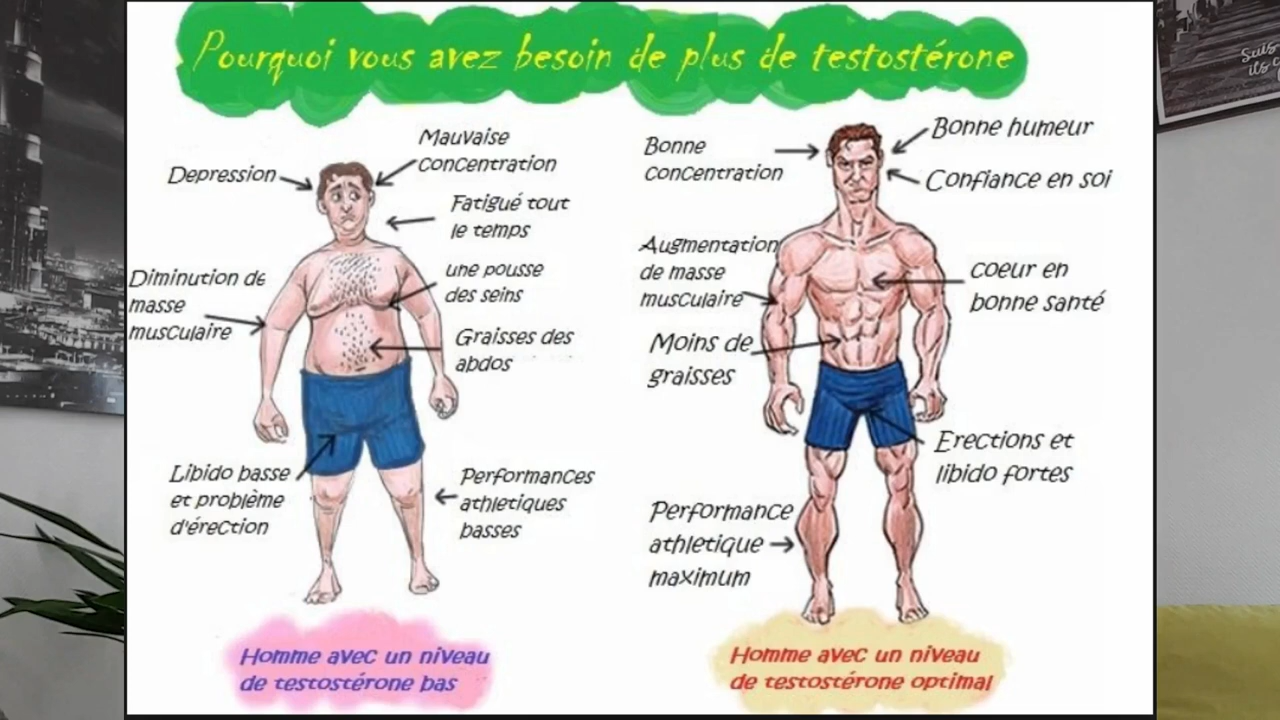 Pourquoi vous avez besoin de plus de testostérone
Depression
Mauvaise
concentration
Fatigué tout
le temps
une pousse
des seins
Diminution de
masse
musculaire
Graisses des
abdos
Libido basse
et problème
d'érection
Performances
athletiques
basses
Homme avec un niveau
de testostérone bas
Bonne
concentration
Bonne humeur
Confiance en soi
Augmentation
de masse
musculaire
coeur en
bonne santé
Moins de
graisses
Erections et
libido fortes
Performance
athletique
maximum
Homme avec un niveau
de testostérone optimal
Suis
ils